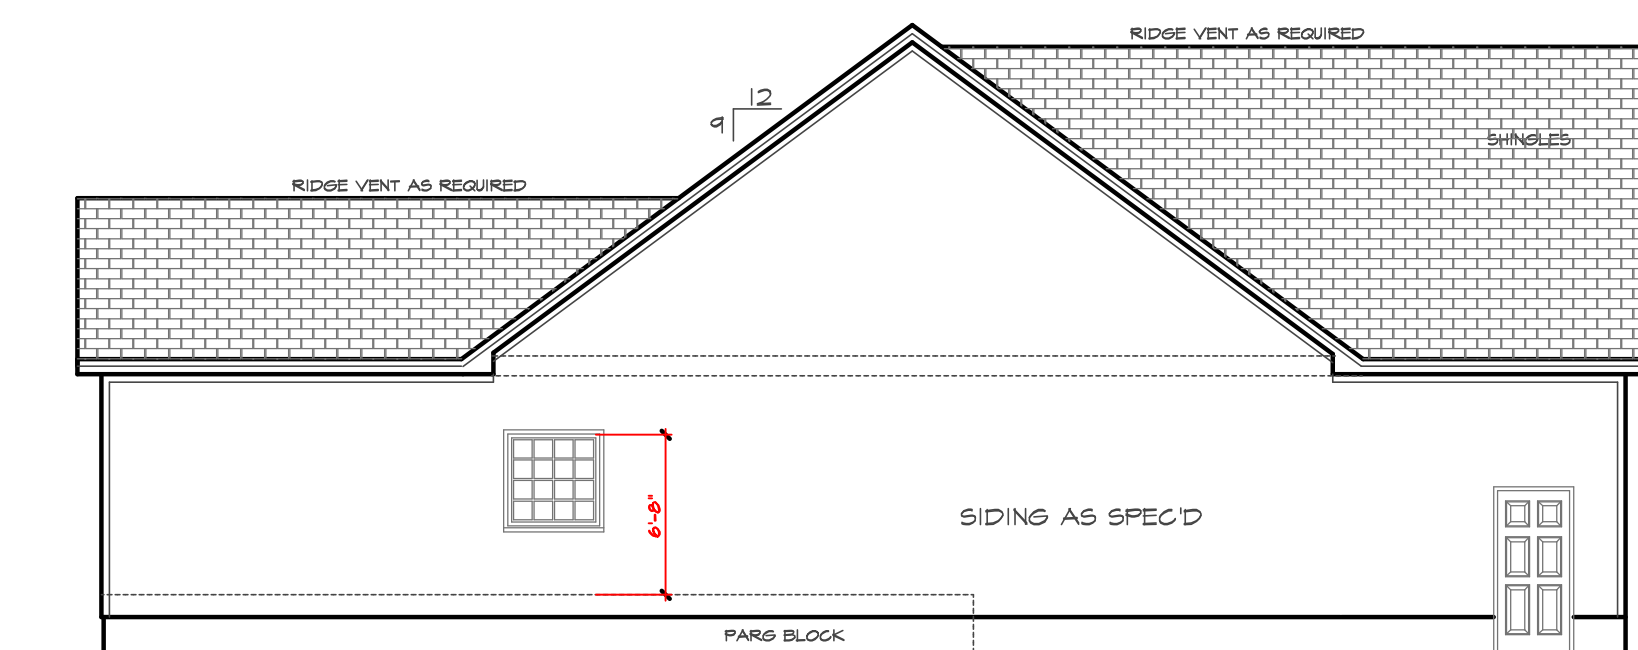 RIDGE VENT AS REQUIRED
12
9
SHINGLES
RIDGE VENT AS REQUIRED
6'-8"
SIDING AS SPEC'D
PARG BLOCK